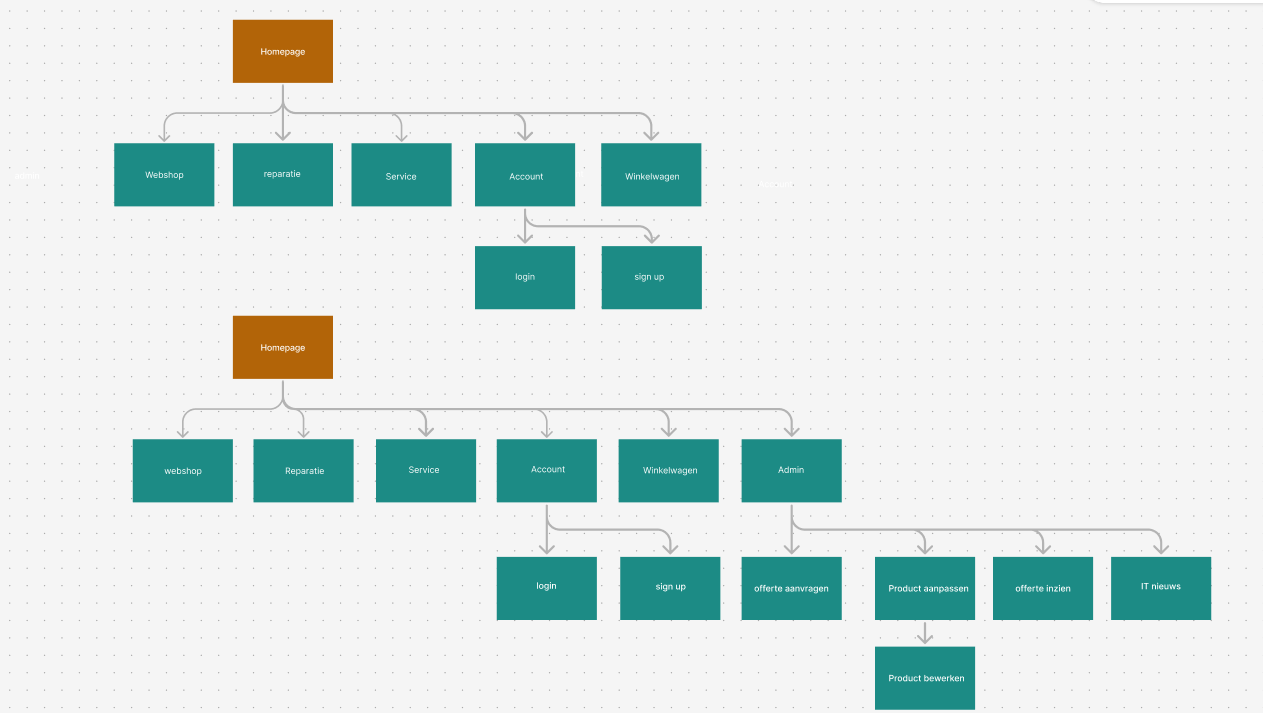 Homepage
Webshop
reparatie
Service
Account
Winkelwagen
login
sign up
Homepage
webshop
Reparatie
Service
Account
Winkelwagen
Admin
login
sign up
offerte aanvragen
Product aanpassen
offerte inzien
IT nieuws
Product bewerken